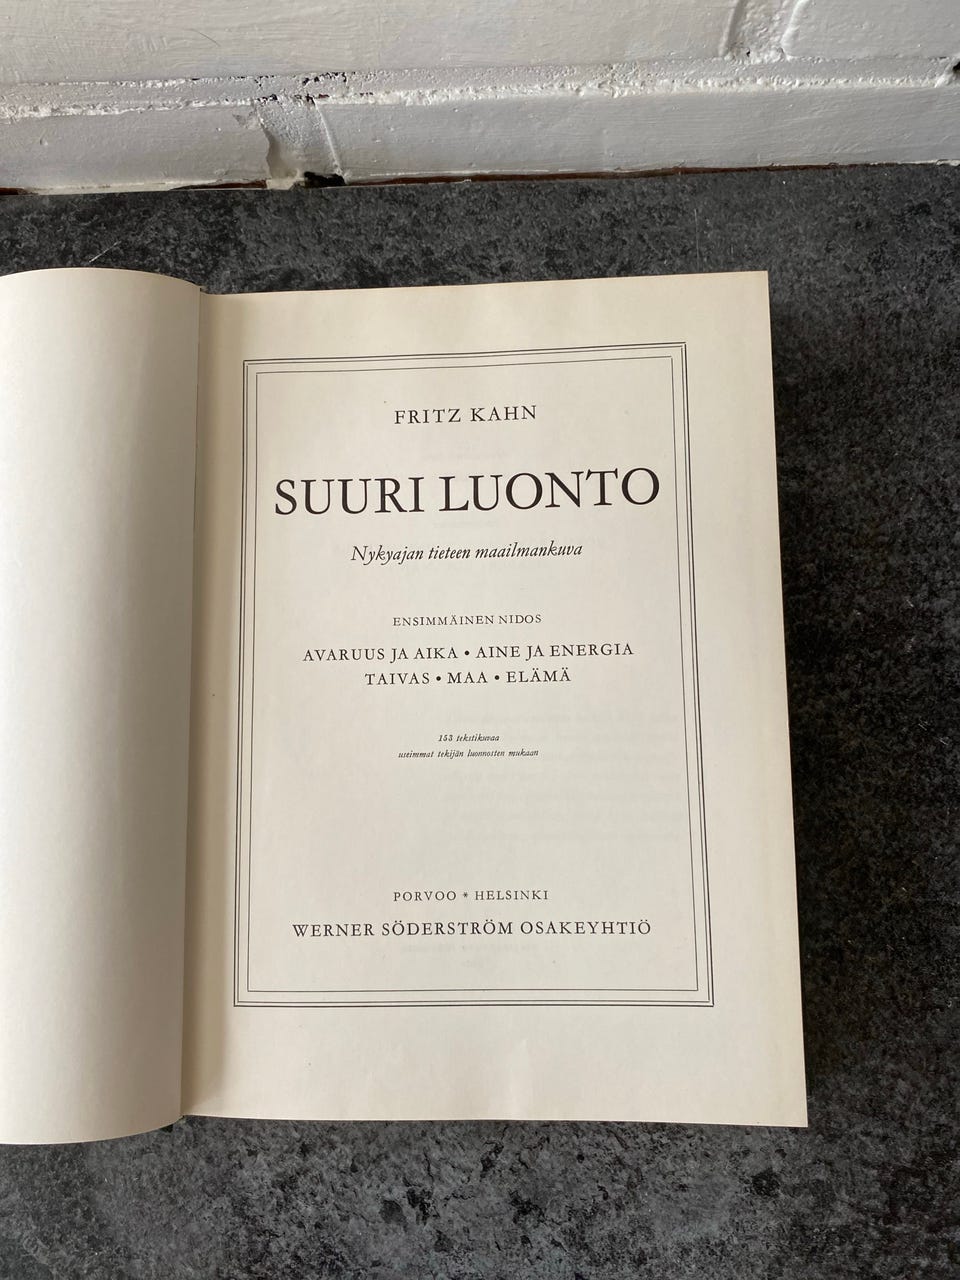 FRITZ KAHN
SUURI LUONTO
Nykyajan tieteen maailmankuva
ENSIMMÄINEN NIDOS
AVARUUS JA AIKA • AINE JA ENERGIA
TAIVAS • MAA • ELÄMÄ
153 tekstikuvaa
useimmat tekijän luonnosten mukaan
PORVOO * HELSINKI
WERNER SÖDERSTRÖM OSAKEYHTIÖ